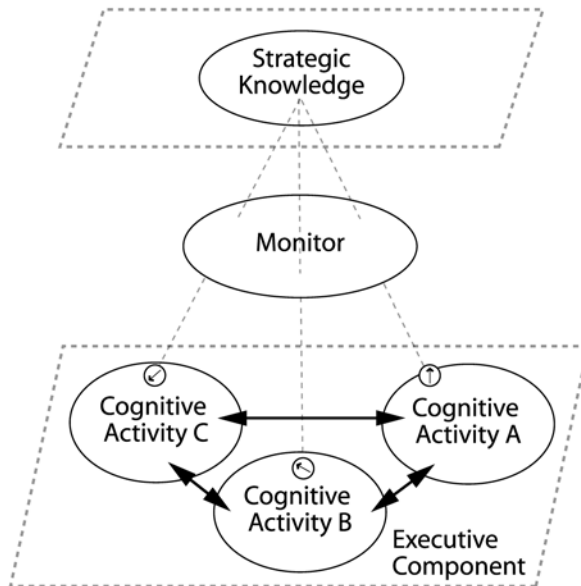 Strategic
Knowledge
Monitor
Cognitive
Activity C
Cognitive
Activity A
Cognitive
Activity B
Executive
Component